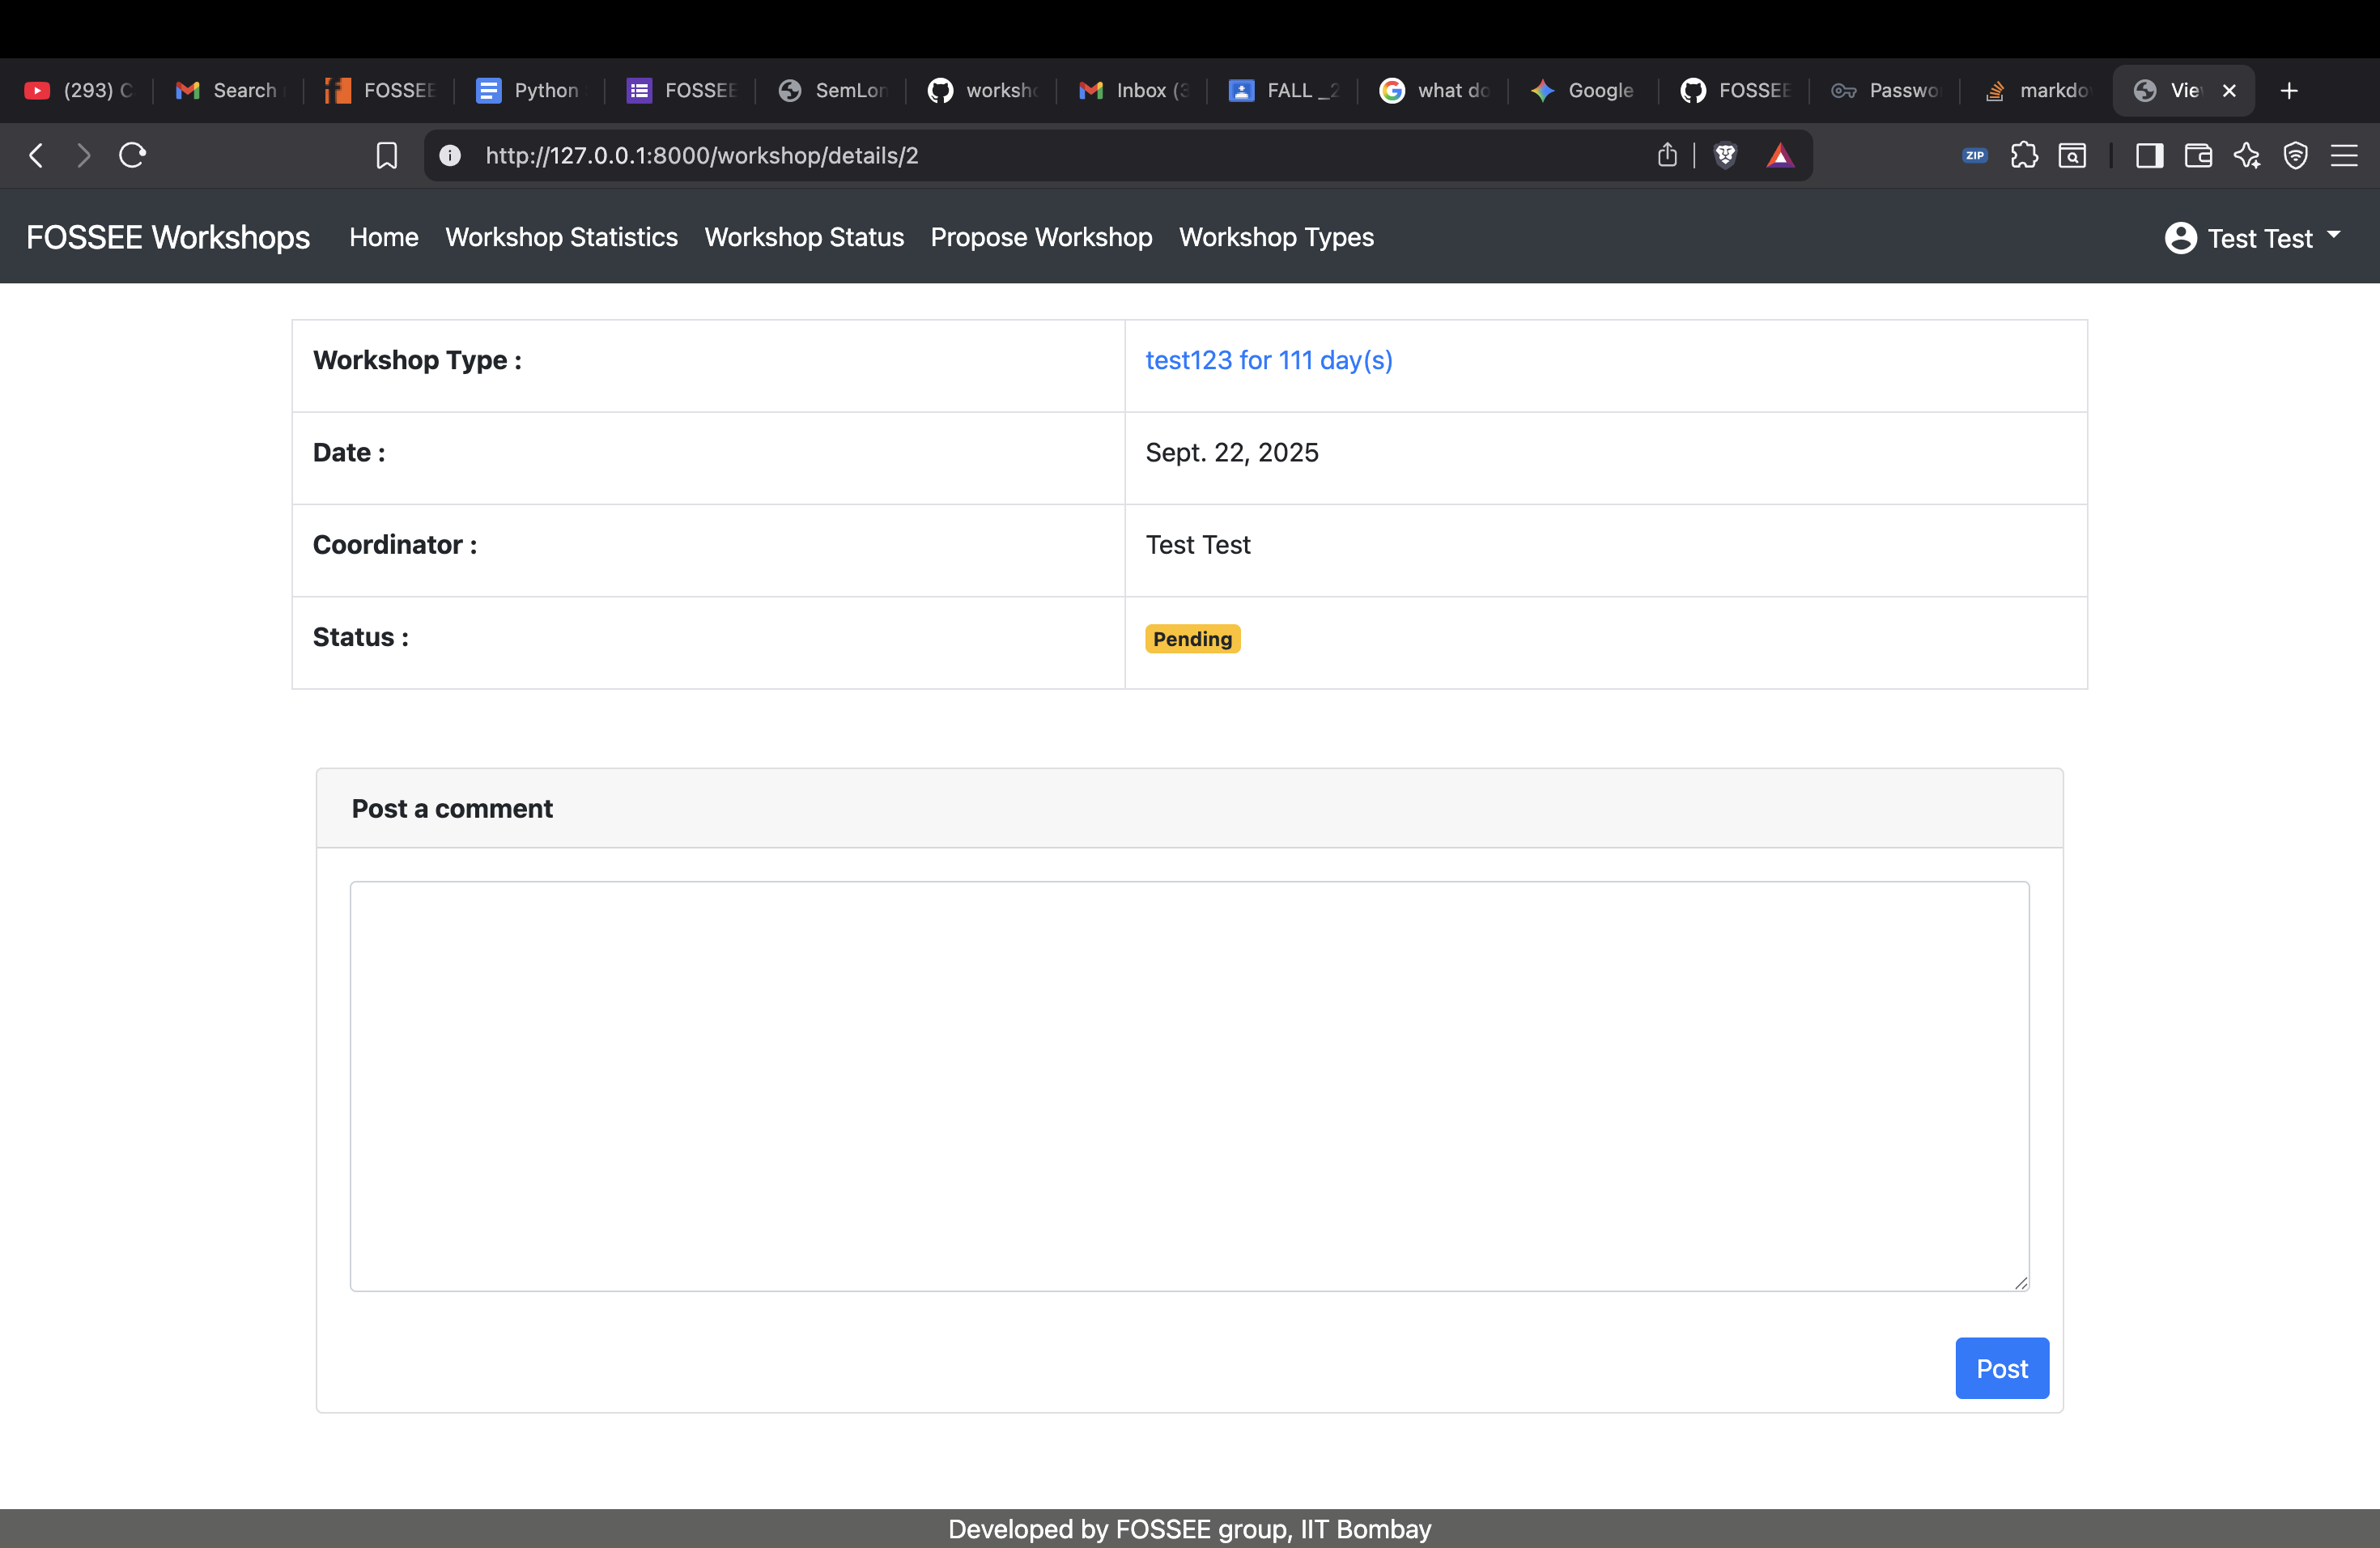 (293) C Search FOSSEE Python FOSSEE SemLor worksh Inbox (3 FALL _2 what do Google FOSSEE Passwo markdo Vie
http://127.0.0.1:8000/workshop/details/2 ZIP
FOSSEE Workshops Home Workshop Statistics Workshop Status Propose Workshop Workshop Types Test Test
Workshop Type : test123 for 111 day(s)
Date : Sept. 22, 2025
Coordinator : Test Test
Status : Pending
Post a comment
Post
Developed by FOSSEE group, IIT Bombay